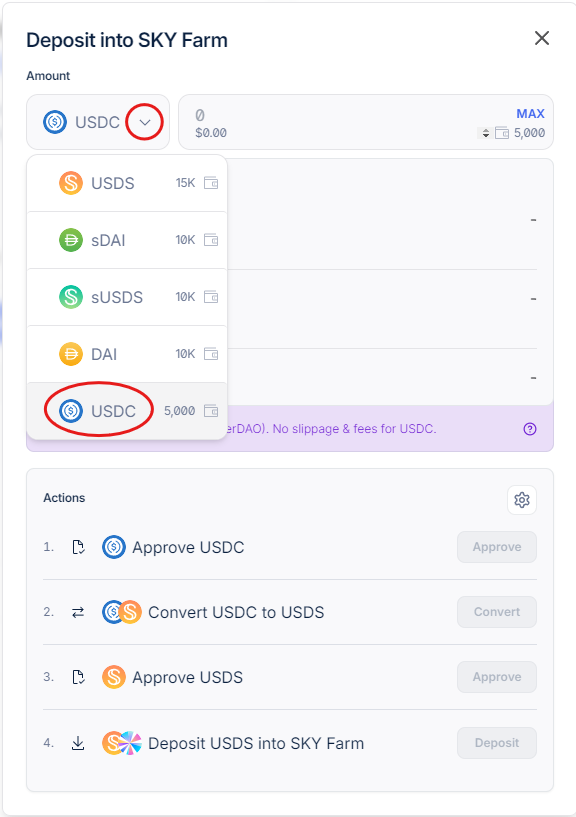 Deposit into SKY Farm
Amount
USDC
0
MAX
$0.00
5,000
USDS 15K
sDAI 10K
sUSDS 10K
DAI 10K
USDC 5,000
-
-
-
erDAO). No slippage & fees for USDC.
Actions
1. Approve USDC Approve
2. Convert USDC to USDS Convert
3. Approve USDS Approve
4. Deposit USDS into SKY Farm Deposit